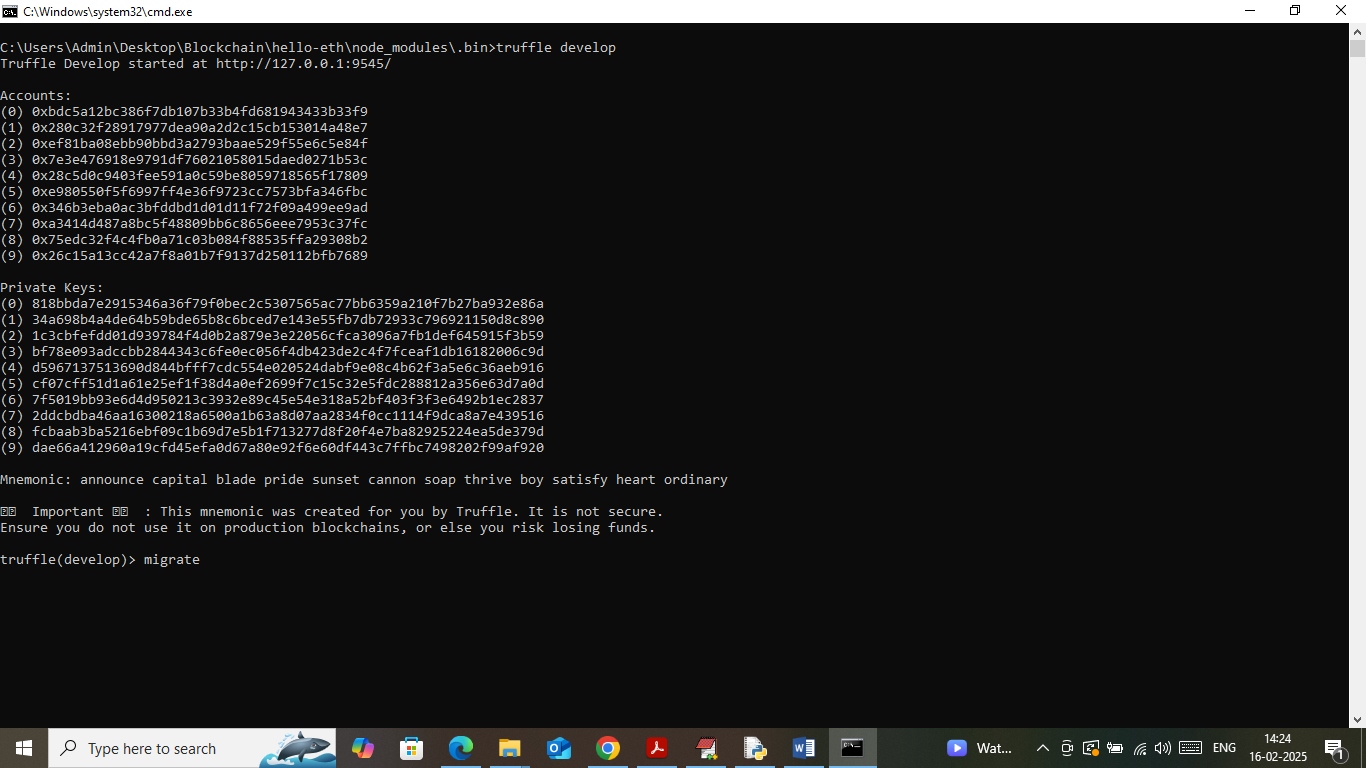 C:\Windows\system32\cmd.exe
C:\Users\Admin\Desktop\Blockchain\hello-eth\node_modules\.bin>truffle develop
Truffle Develop started at http://127.0.0.1:9545/
Accounts:
(0) 0xbdc5a12bc386f7db107b33b4fd681943433b33f9
(1) 0x280c32f28917977dea90a2d2c15cb153014a48e7
(2) 0xef81ba08ebb90bbd3a2793baae529f55e6c5e84f
(3) 0x7e3e476918e9791df76021058015daed0271b53c
(4) 0x28c5d0c9403fee591a0c59be8059718565f17809
(5) 0xe980550f5f6997ff4e36f9723cc7573bfa346fbc
(6) 0x346b3eba0ac3bfddbd1d01d11f72f09a499ee9ad
(7) 0xa3414d487a8bc5f48809bb6c8656eee7953c37fc
(8) 0x75edc32f4c4fb0a71c03b084f88535ffa29308b2
(9) 0x26c15a13cc42a7f8a01b7f9137d250112bfb7689
Private Keys:
(0) 818bbda7e2915346a36f79f0bec2c5307565ac77bb6359a210f7b27ba932e86a
(1) 34a698b4a4de64b59bde65b8c6bced7e143e55fb7db72933c796921150d8c890
(2) 1c3cbfefdd01d939784f4d0b2a879e3e22056cfca3096a7fb1def645915f3b59
(3) bf78e093adccbb2844343c6fe0ec056f4db423de2c4f7fceaf1db16182006c9d
(4) d5967137513690d844bfff7cdc554e020524dabf9e08c4b62f3a5e6c36aeb916
(5) cf07cff51d1a61e25ef1f38d4a0ef2699f7c15c32e5fdc288812a356e63d7a0d
(6) 7f5019bb93e6d4d950213c3932e89c45e54e318a52bf403f3f3e6492b1ec2837
(7) 2ddcbdba46aa16300218a6500a1b63a8d07aa2834f0cc1114f9dca8a7e439516
(8) fcbaab3ba5216ebf09c1b69d7e5b1f713277d8f20f4e7ba82925224ea5de379d
(9) dae66a412960a19cfd45efa0d67a80e92f6e60df443c7ffbc7498202f99af920
Mnemonic: announce capital blade pride sunset cannon soap thrive boy satisfy heart ordinary
Important : This mnemonic was created for you by Truffle. It is not secure.
Ensure you do not use it on production blockchains, or else you risk losing funds.
truffle(develop)> migrate
Type here to search
Wat...
ENG
14:24
16-02-2025
1